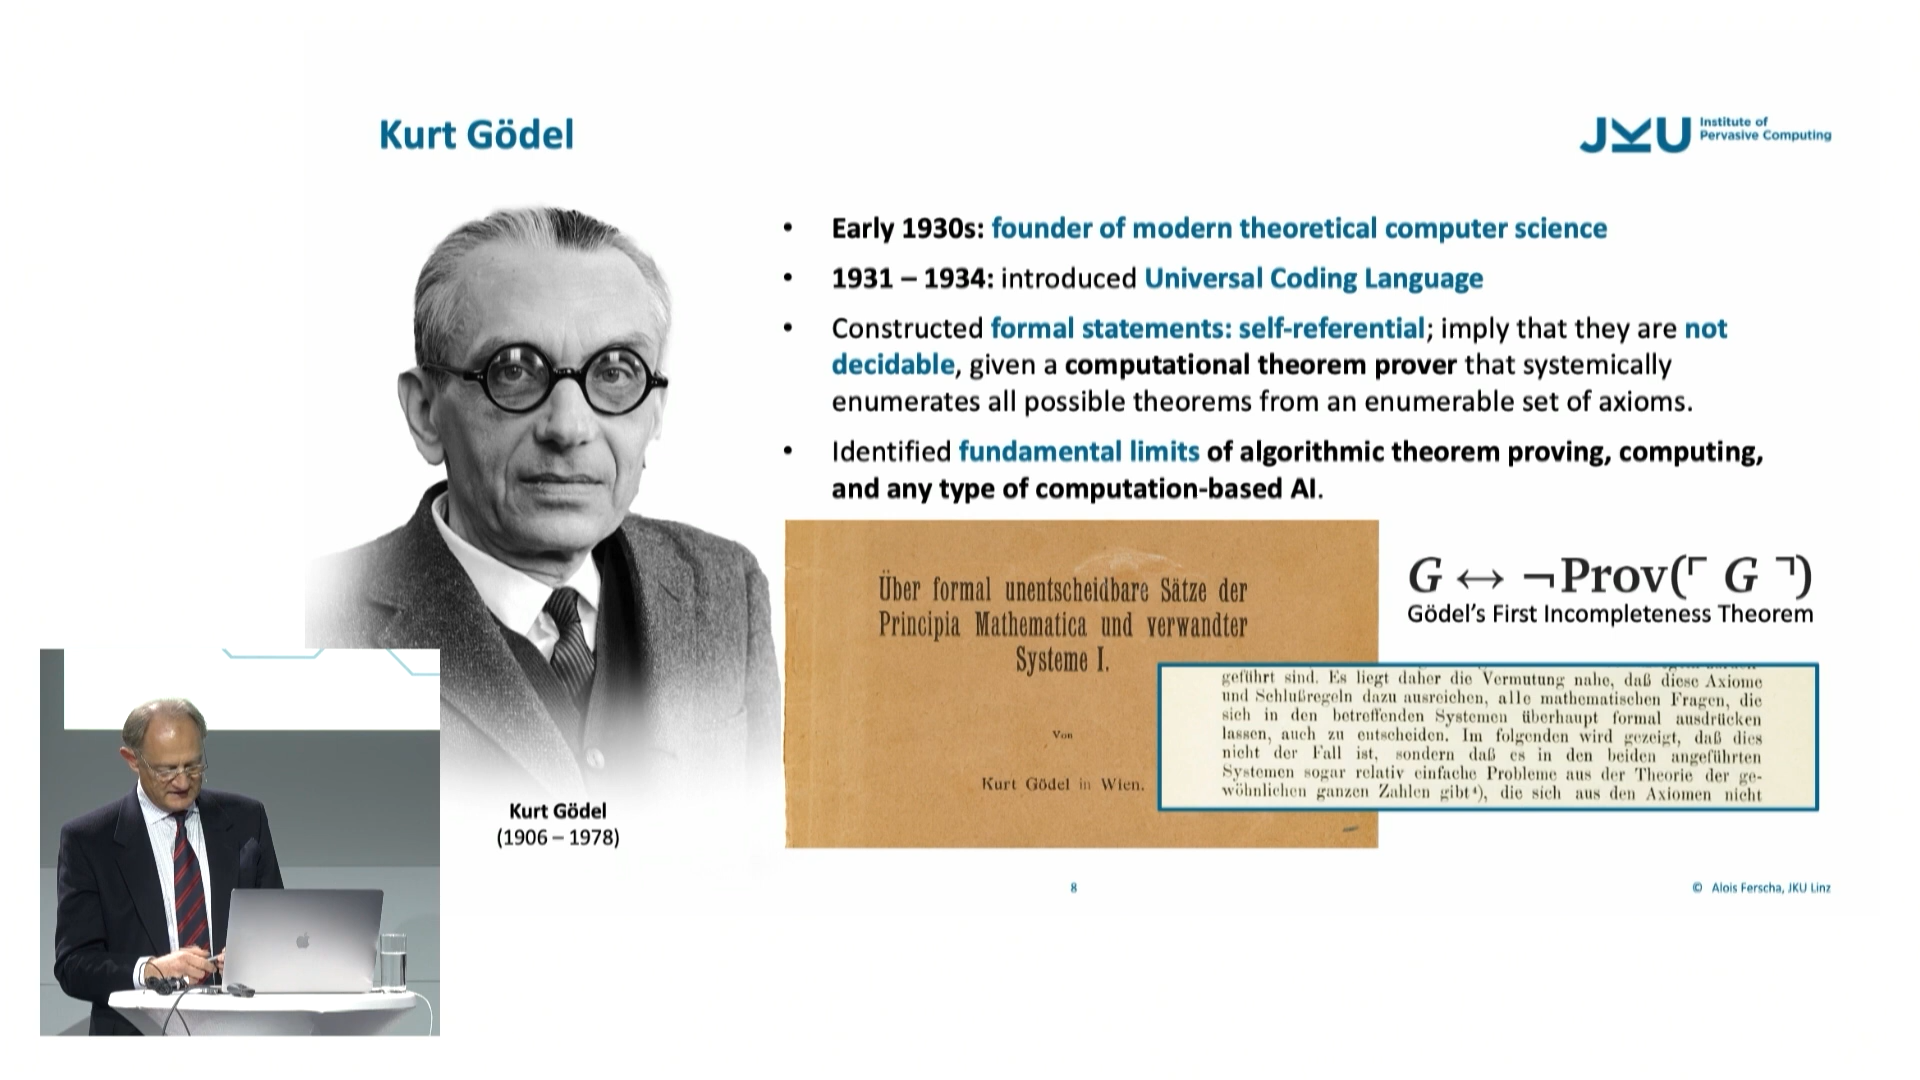 Kurt Gödel
JKU Institute of
Pervasive Computing
• Early 1930s: founder of modern theoretical computer science
• 1931 – 1934: introduced Universal Coding Language
• Constructed formal statements: self-referential; imply that they are not
decidable, given a computational theorem prover that systemically
enumerates all possible theorems from an enumerable set of axioms.
• Identified fundamental limits of algorithmic theorem proving, computing,
and any type of computation-based AI.
Über formal unentscheidbare Sätze der
Principia Mathematica und verwandter
Systeme I.
Von
Kurt Gödel in Wien.
G ↔ ¬Prov(⌜ G ⌝)
Gödel’s First Incompleteness Theorem
geführt sind. Es liegt daher die Vermutung nahe, daß diese Axiome
und Schlußregeln dazu ausreichen, alle mathematischen Fragen, die
sich in den betreffenden Systemen überhaupt formal ausdrücken
lassen, auch zu entscheiden. Im folgenden wird gezeigt, daß dies
nicht der Fall ist, sondern daß es in den beiden angeführten
Systemen sogar relativ einfache Probleme aus der Theorie der ge-
wöhnlichen ganzen Zahlen gibt⁴), die sich aus den Axiomen nicht
Kurt Gödel
(1906 – 1978)
8
© Alois Ferscha, JKU Linz